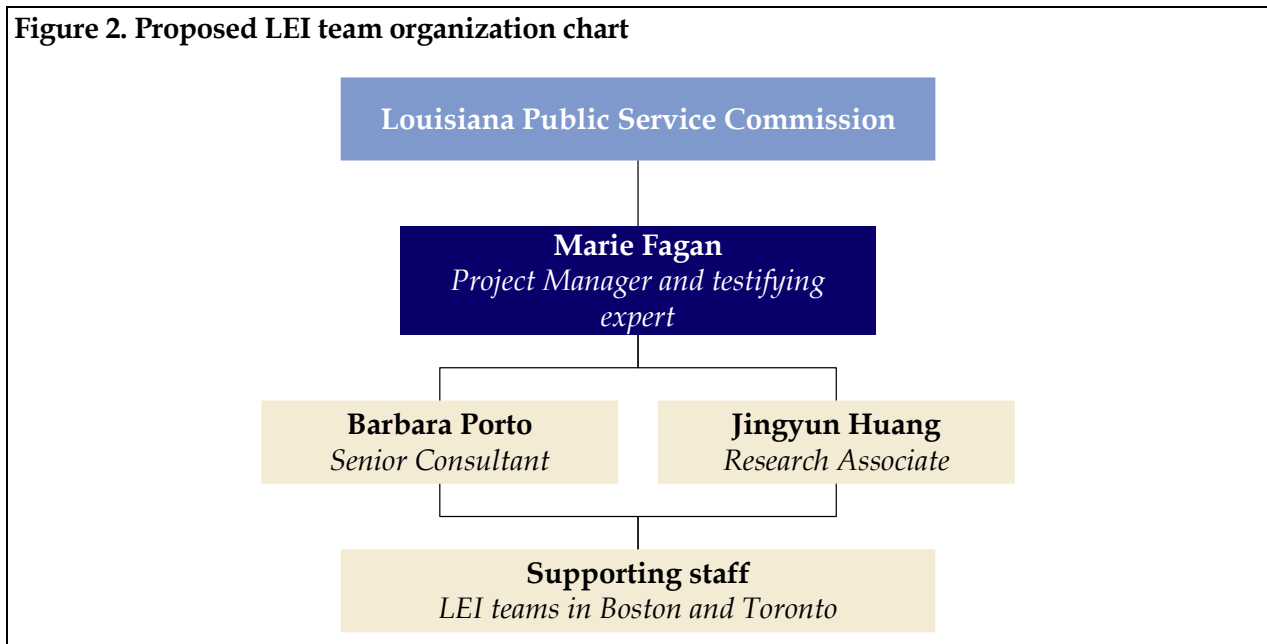 Figure 2. Proposed LEI team organization chart
Louisiana Public Service Commission
Marie Fagan
Project Manager and testifying
expert
Barbara Porto
Senior Consultant
Jingyun Huang
Research Associate
Supporting staff
LEI teams in Boston and Toronto